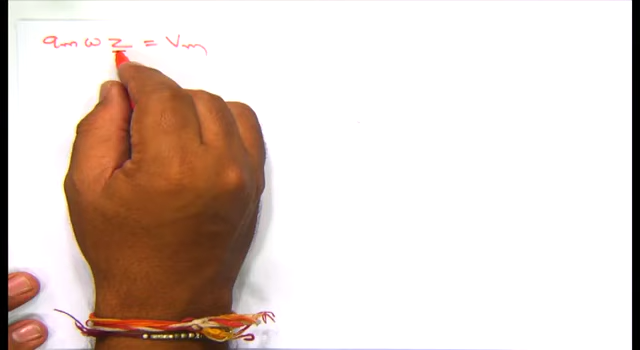 qm ω z = Vm